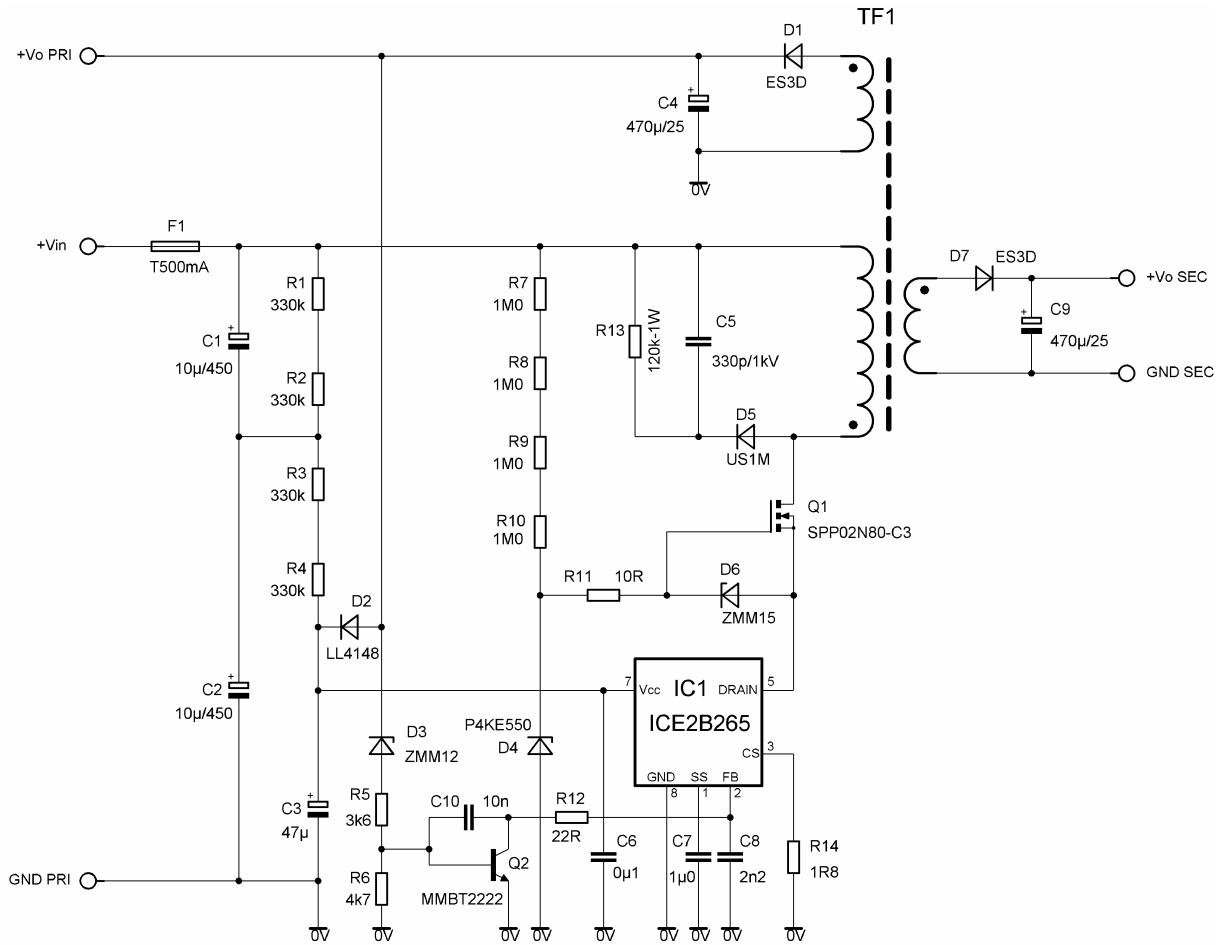 TF1
+Vo PRI
D1
ES3D
C4
+
470µ/25
0V
+Vin
F1
T500mA
R1
330k
R7
1M0
D7
ES3D
+Vo SEC
C1
+
10µ/450
R13
120k-1W
C5
330p/1kV
C9
+
470µ/25
R8
1M0
R2
330k
GND SEC
D5
US1M
R9
1M0
R3
330k
Q1
SPP02N80-C3
R10
1M0
R4
330k
R11
10R
D6
ZMM15
D2
LL4148
C2
+
10µ/450
7
Vcc
IC1
DRAIN
5
ICE2B265
CS
3
GND
SS
FB
8
1
2
P4KE550
D4
D3
ZMM12
C3
+
47µ
R5
3k6
C10
10n
R12
22R
C6
0µ1
C7
1µ0
C8
2n2
R14
1R8
Q2
MMBT2222
GND PRI
R6
4k7
0V
0V
0V
0V
0V
0V
0V
0V
0V